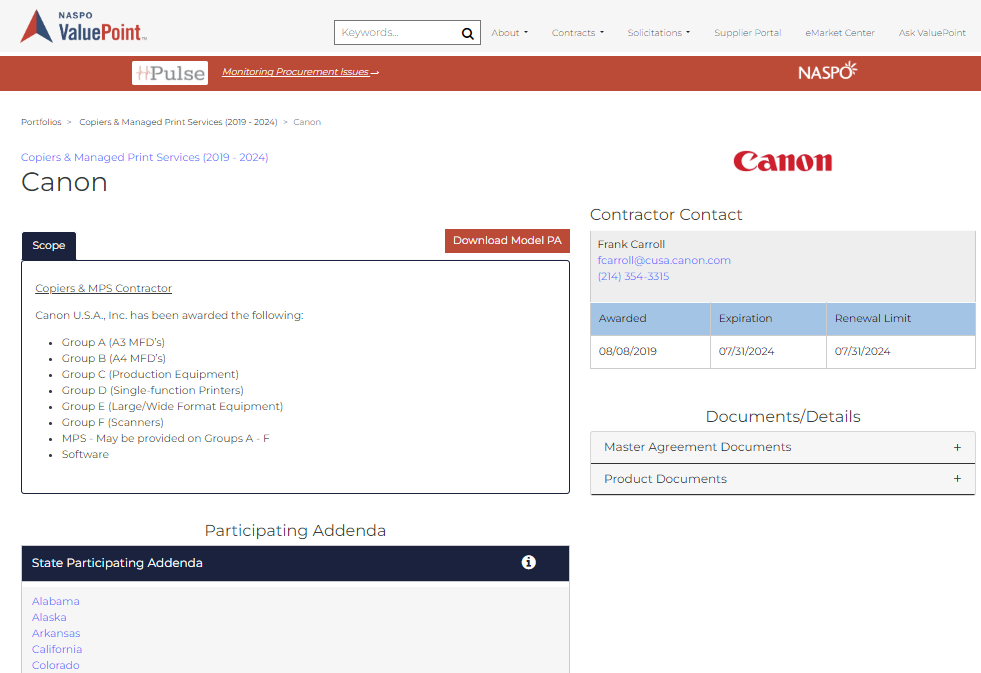 NASPO
ValuePoint™
Keywords...
About
Contracts
Solicitations
Supplier Portal
eMarket Center
Ask ValuePoint
Pulse
Monitoring Procurement Issues→
NASPO
Portfolios > Copiers & Managed Print Services (2019 - 2024) > Canon
Copiers & Managed Print Services (2019 - 2024)
Canon
Scope
Download Model PA
Copiers & MPS Contractor
Canon U.S.A., Inc. has been awarded the following:
• Group A (A3 MFD's)
• Group B (A4 MFD's)
• Group C (Production Equipment)
• Group D (Single-function Printers)
• Group E (Large/Wide Format Equipment)
• Group F (Scanners)
• MPS - May be provided on Groups A - F
• Software
Participating Addenda
State Participating Addenda
Alabama
Alaska
Arkansas
California
Colorado
Canon
Contractor Contact
Frank Carroll
fcarroll@cusa.canon.com
(214) 354-3315
Awarded Expiration Renewal Limit
08/08/2019 07/31/2024 07/31/2024
Documents/Details
Master Agreement Documents +
Product Documents +